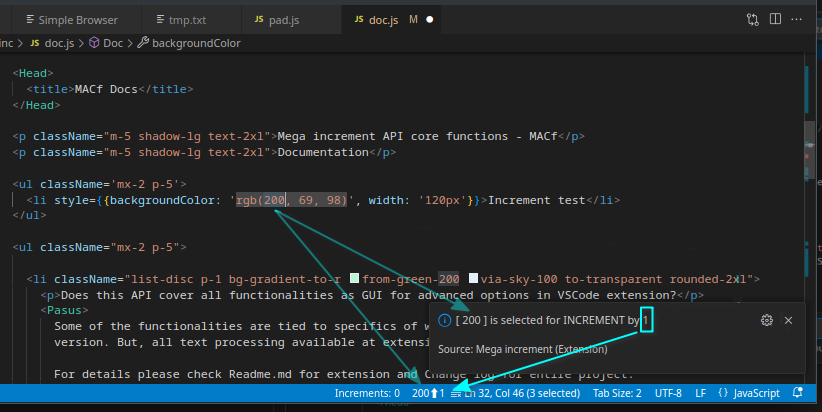 Simple Browser
tmp.txt
JS pad.js
JS doc.js M
inc > JS doc.js > Doc > backgroundColor
<Head>
<title>MACf Docs</title>
</Head>
<p className="m-5 shadow-lg text-2xl">Mega increment API core functions - MACf</p>
<p className="m-5 shadow-lg text-2xl">Documentation</p>
<ul className='mx-2 p-5'>
<li style={{backgroundColor: 'rgb(200, 69, 98)', width: '120px'}}>Increment test</li>
</ul>
<ul className="mx-2 p-5">
<li className="list-disc p-1 bg-gradient-to-r from-green-200 via-sky-100 to-transparent rounded-2xl">
<p>Does this API cover all functionalities as GUI for advanced options in VSCode extension?</p>
<Pasus>
Some of the functionalities are tied to specifics of
version. But, all text processing available at extensi
For details please check Readme.md for extension and Change log for entire project.
[ 200 ] is selected for INCREMENT by 1
Source: Mega increment (Extension)
Increments: 0
200⬆1
Ln 32, Col 46 (3 selected)
Tab Size: 2
UTF-8
LF
{} JavaScript